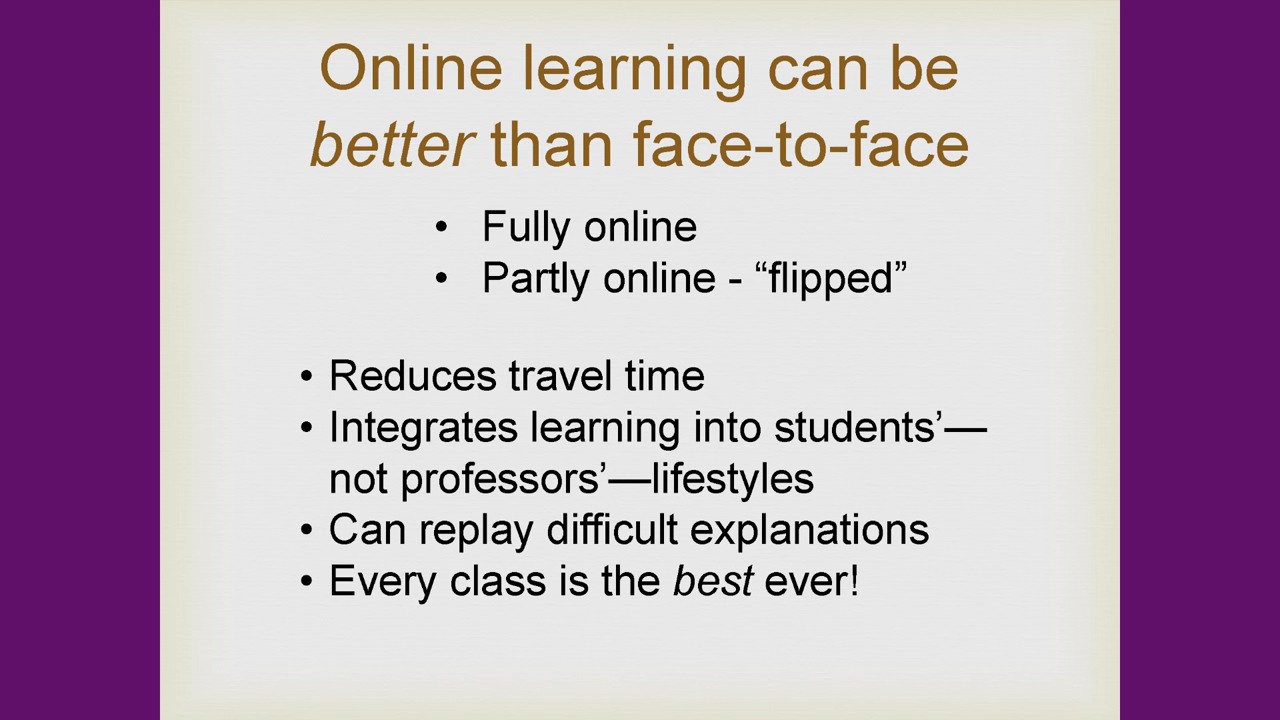 Online learning can be
better than face-to-face
• Fully online
• Partly online - “flipped”
• Reduces travel time
• Integrates learning into students’—
not professors’—lifestyles
• Can replay difficult explanations
• Every class is the best ever!